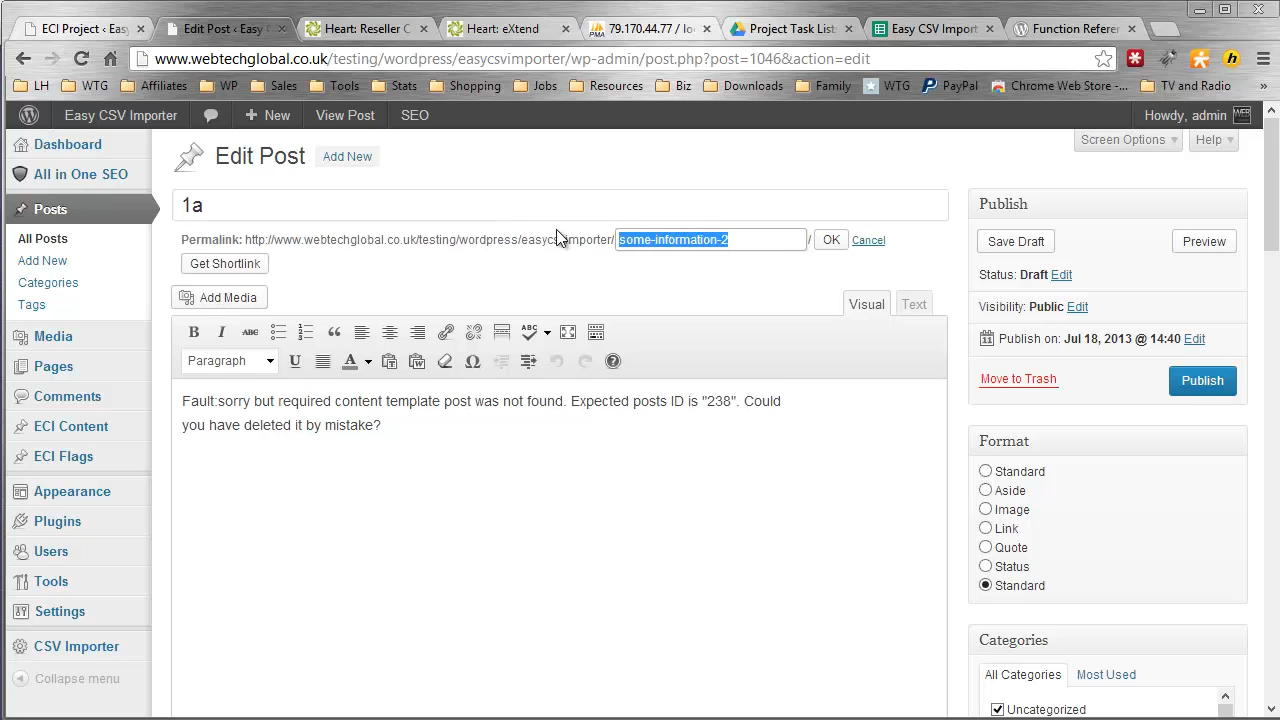 ECI Project ‹ Easy
Edit Post ‹ Easy
Heart: Reseller C
Heart: eXtend
79.170.44.77 / lo
Project Task List
Easy CSV Import
Function Referen
www.webtechglobal.co.uk/testing/wordpress/easycsvimporter/wp-admin/post.php?post=1046&action=edit
LH
WTG
Affiliates
WP
Sales
Tools
Stats
Shopping
Jobs
Resources
Biz
Downloads
Family
WTG
PayPal
Chrome Web Store -...
TV and Radio
»
Easy CSV Importer
New
View Post
SEO
Howdy, admin
Dashboard
All in One SEO
Posts
All Posts
Add New
Categories
Tags
Media
Pages
Comments
ECI Content
ECI Flags
Appearance
Plugins
Users
Tools
Settings
CSV Importer
Collapse menu
Screen Options
Help
Edit Post
Add New
1a
Permalink: http://www.webtechglobal.co.uk/testing/wordpress/easycsvimporter/ some-information-2 / OK Cancel
Get Shortlink
Add Media
Visual
Text
B I ABC
ABC
Paragraph
U A Ω
Fault:sorry but required content template post was not found. Expected posts ID is "238". Could
you have deleted it by mistake?
Publish
Save Draft
Preview
Status: Draft Edit
Visibility: Public Edit
Publish on: Jul 18, 2013 @ 14:40 Edit
Move to Trash
Publish
Format
Standard
Aside
Image
Link
Quote
Status
Standard
Categories
All Categories
Most Used
Uncategorized